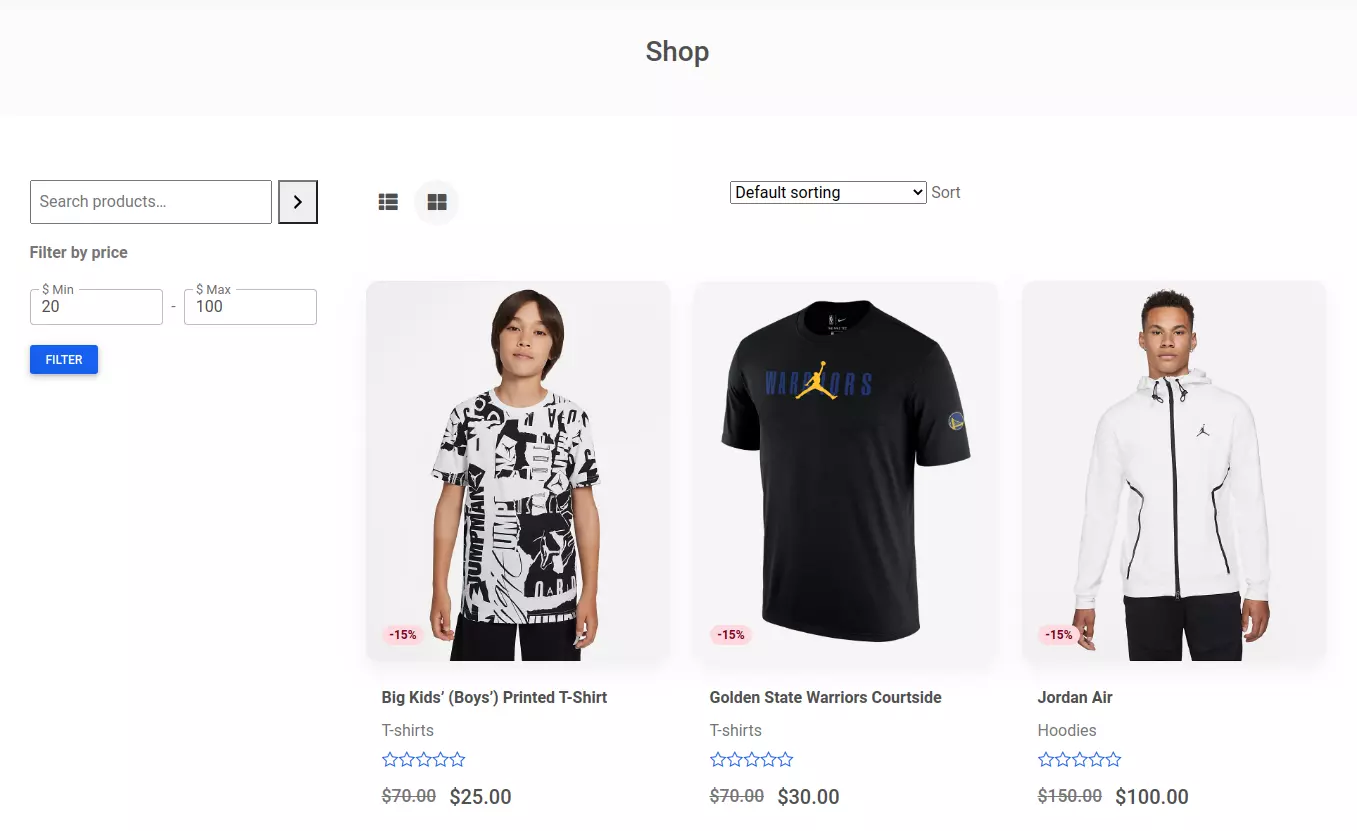 Shop
Search products...
Filter by price
$ Min
20
-
$ Max
100
FILTER
Default sorting
Sort
JUMPMAN
JUMP
-15%
Big Kids’ (Boys’) Printed T-Shirt
T-shirts
$70.00 $25.00
WARRIORS
-15%
Golden State Warriors Courtside
T-shirts
$70.00 $30.00
-15%
Jordan Air
Hoodies
$150.00 $100.00